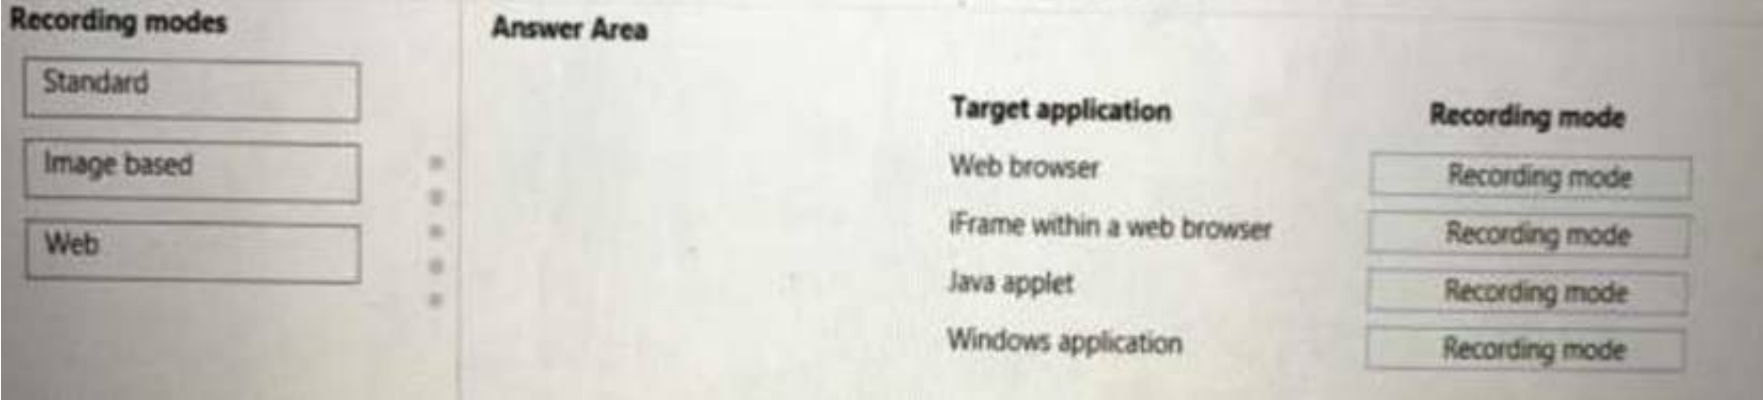 Recording modes
Standard
Image based
Web
Answer Area
Target application Recording mode
Web browser Recording mode
iFrame within a web browser Recording mode
Java applet Recording mode
Windows application Recording mode